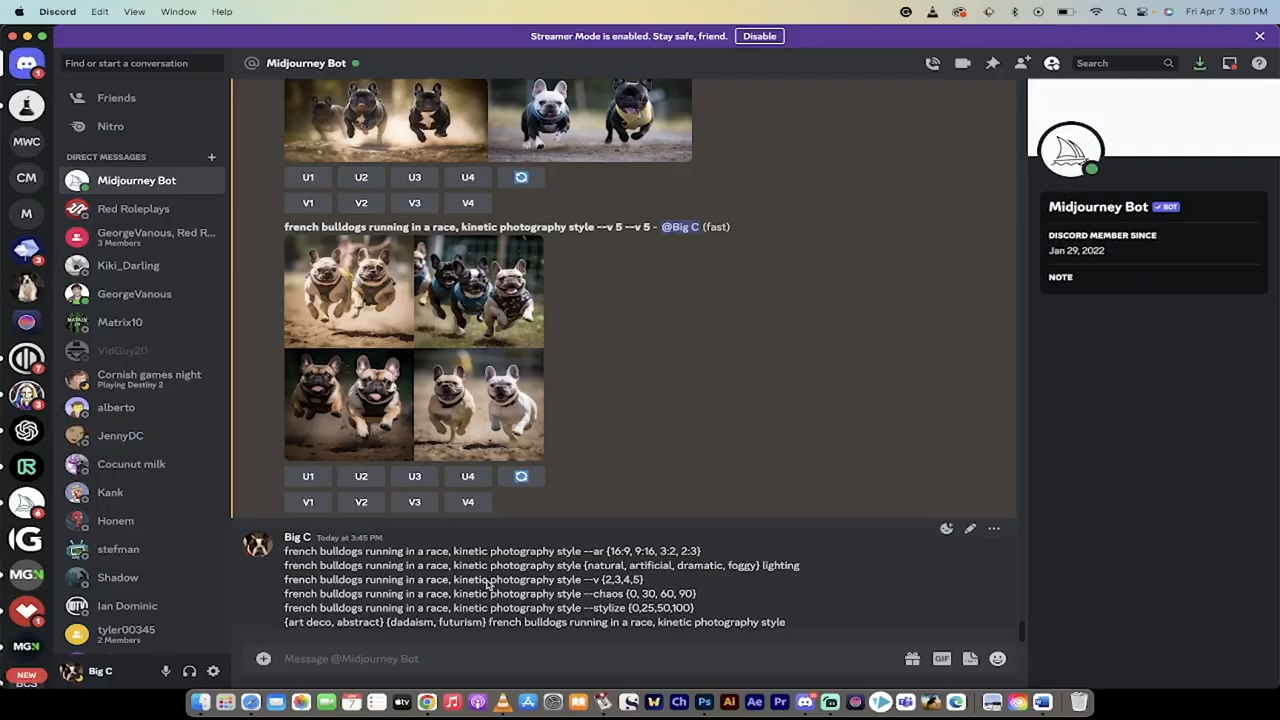 Discord Edit View Window Help
Fri Apr 7 3:50 PM
Streamer Mode is enabled. Stay safe, friend. Disable
Find or start a conversation
Midjourney Bot
Search
Friends
MWC
Nitro
DIRECT MESSAGES
CM
Midjourney Bot
U1 U2 U3 U4
Red Roleplays
V1 V2 V3 V4
M
Midjourney Bot BOT
french bulldogs running in a race, kinetic photography style --v 5 --v 5 - @Big C (fast)
GeorgeVanous, Red R...
3 Members
DISCORD MEMBER SINCE
Jan 29, 2022
Kiki_Darling
NOTE
GeorgeVanous
Matrix10
VidGuy20
Cornish games night
Playing Destiny 2
alberto
JennyDC
Coconut milk
U1 U2 U3 U4
Kank
V1 V2 V3 V4
Honem
Big C Today at 3:45 PM
stefman
french bulldogs running in a race, kinetic photography style --ar {16:9, 9:16, 3:2, 2:3}
french bulldogs running in a race, kinetic photography style {natural, artificial, dramatic, foggy} lighting
Shadow
french bulldogs running in a race, kinetic photography style --v {2,3,4,5}
french bulldogs running in a race, kinetic photography style --chaos {0, 30, 60, 90}
Ian Dominic
french bulldogs running in a race, kinetic photography style --stylize {0,25,50,100}
{art deco, abstract} {dadaism, futurism} french bulldogs running in a race, kinetic photography style
tyler00345
2 Members
Message @Midjourney Bot
GIF
Big C
NEW